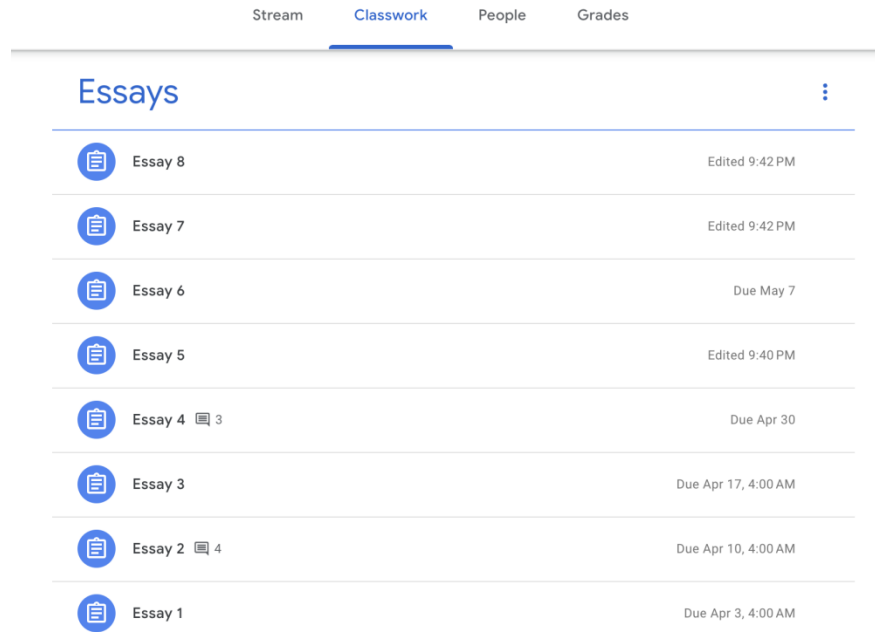 Stream Classwork People Grades
Essays
Essay 8 Edited 9:42 PM
Essay 7 Edited 9:42 PM
Essay 6 Due May 7
Essay 5 Edited 9:40 PM
Essay 4 3 Due Apr 30
Essay 3 Due Apr 17, 4:00 AM
Essay 2 4 Due Apr 10, 4:00 AM
Essay 1 Due Apr 3, 4:00 AM